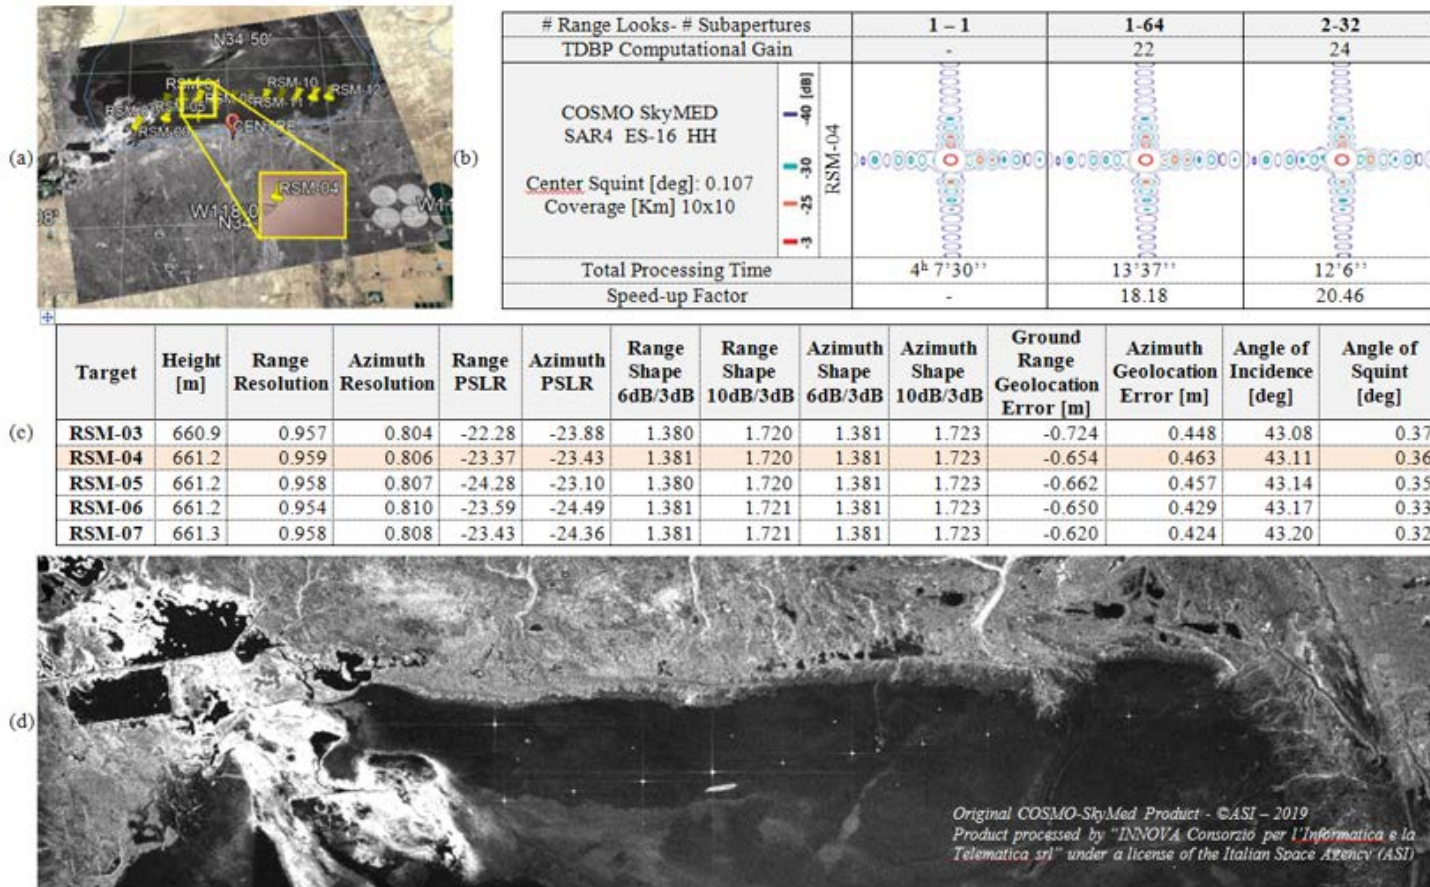 (a)
N34 50'
RSM-04
RSM-10
RSM-12
RSM-05
RSM-11
CENTRE
RSM-04
W118 0
N34
(b)
# Range Looks- # Subapertures 1 – 1 1-64 2-32
TDBP Computational Gain - 22 24
COSMO SkyMED
SAR4 ES-16 HH
Center Squint [deg]: 0.107
Coverage [Km] 10x10
[dB]
-40
-30
-25
-3
RSM-04
Total Processing Time 4h 7'30'' 13'37'' 12'6''
Speed-up Factor - 18.18 20.46
(c)
Target Height [m] Range Resolution Azimuth Resolution Range PSLR Azimuth PSLR Range Shape 6dB/3dB Range Shape 10dB/3dB Azimuth Shape 6dB/3dB Azimuth Shape 10dB/3dB Ground Range Geolocation Error [m] Azimuth Geolocation Error [m] Angle of Incidence [deg] Angle of Squint [deg]
RSM-03 660.9 0.957 0.804 -22.28 -23.88 1.380 1.720 1.381 1.723 -0.724 0.448 43.08 0.37
RSM-04 661.2 0.959 0.806 -23.37 -23.43 1.381 1.720 1.381 1.723 -0.654 0.463 43.11 0.36
RSM-05 661.2 0.958 0.807 -24.28 -23.10 1.380 1.720 1.381 1.723 -0.662 0.457 43.14 0.35
RSM-06 661.2 0.954 0.810 -23.59 -24.49 1.381 1.721 1.381 1.723 -0.650 0.429 43.17 0.33
RSM-07 661.3 0.958 0.808 -23.43 -24.36 1.381 1.721 1.381 1.723 -0.620 0.424 43.20 0.32
(d)
Original COSMO-SkyMed Product - ©ASI – 2019
Product processed by "INNOVA Consorzio per l'Informatica e la
Telematica srl" under a license of the Italian Space Agency (ASI)